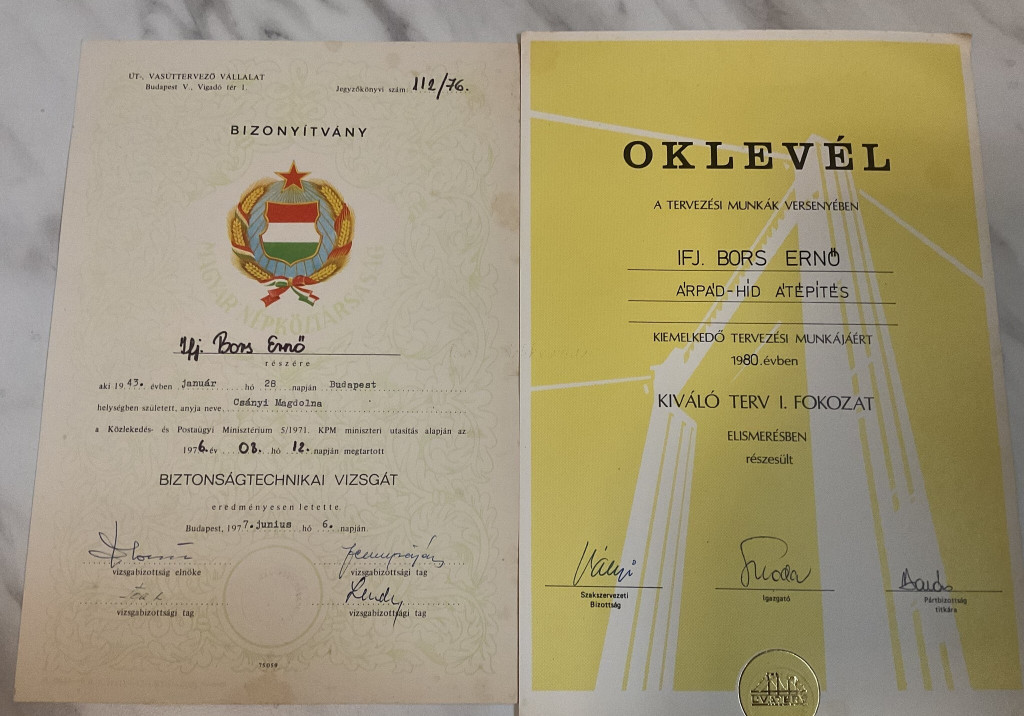 ÚT-, VASÚTTERVEZŐ VÁLLALAT
Budapest V., Vigadó tér 1.
Jegyzőkönyvi szám: 112/76.
BIZONYÍTVÁNY
MAGYAR NÉPKÖZTÁRSASÁG
Ifj. Bors Ernő
részére
aki 1943. évben január hó 28 napján Budapest
helységben született, anyja neve Csányi Magdolna
a Közlekedés- és Postaügyi Minisztérium 5/1971. KPM miniszteri utasítás alapján az
1976. év 08. hó 12. napján megtartott
BIZTONSÁGTECHNIKAI VIZSGÁT
eredményesen letette.
Budapest, 1977. junius hó 6. napján.
vizsgabizottság elnöke
vizsgabizottsági tag
vizsgabizottsági tag
vizsgabizottsági tag
75059
OKLEVÉL
A TERVEZÉSI MUNKÁK VERSENYÉBEN
IFJ. BORS ERNŐ
ÁRPÁD-HÍD ÁTÉPÍTÉS
KIEMELKEDŐ TERVEZÉSI MUNKÁJÁÉRT
1980. évben
KIVÁLÓ TERV I. FOKOZAT
ELISMERÉSBEN
részesült
Szakszervezeti
Bizottság
Igazgató
Pártbizottság
titkára